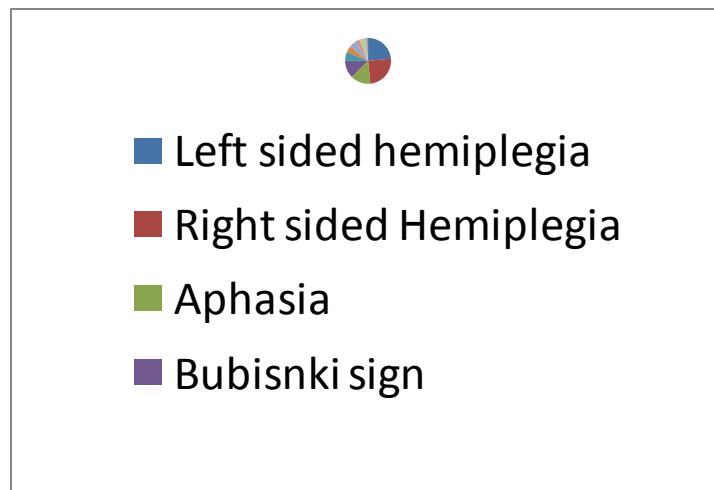 Left sided hemiplegia
Right sided Hemiplegia
Aphasia
Bubisnki sign